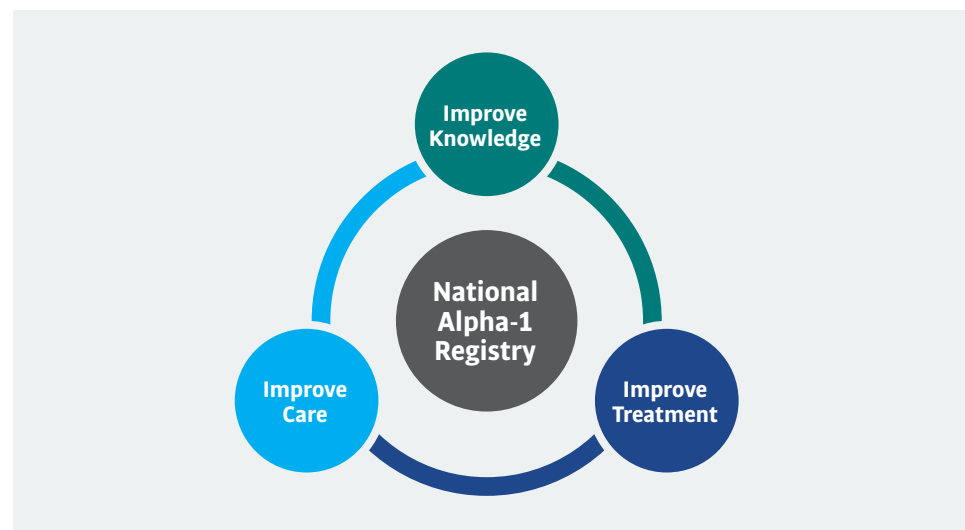 Improve
Knowledge
National
Alpha-1
Registry
Improve
Care
Improve
Treatment